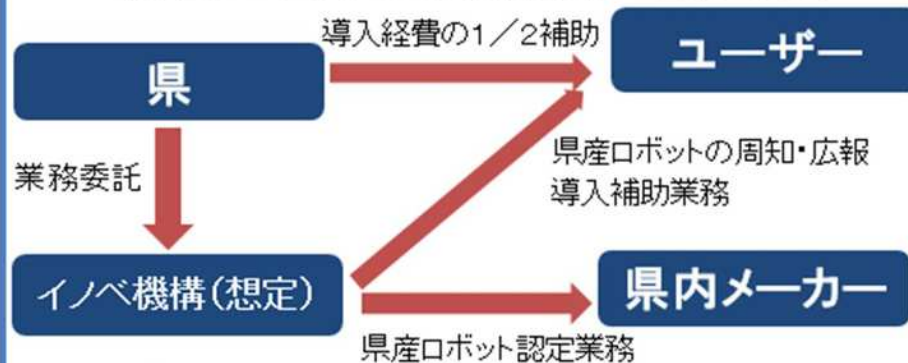 導入経費の1／2補助
ユーザー
県
県産ロボットの周知・広報
導入補助業務
業務委託
イノベ機構(想定)
県内メーカー
県産ロボット認定業務